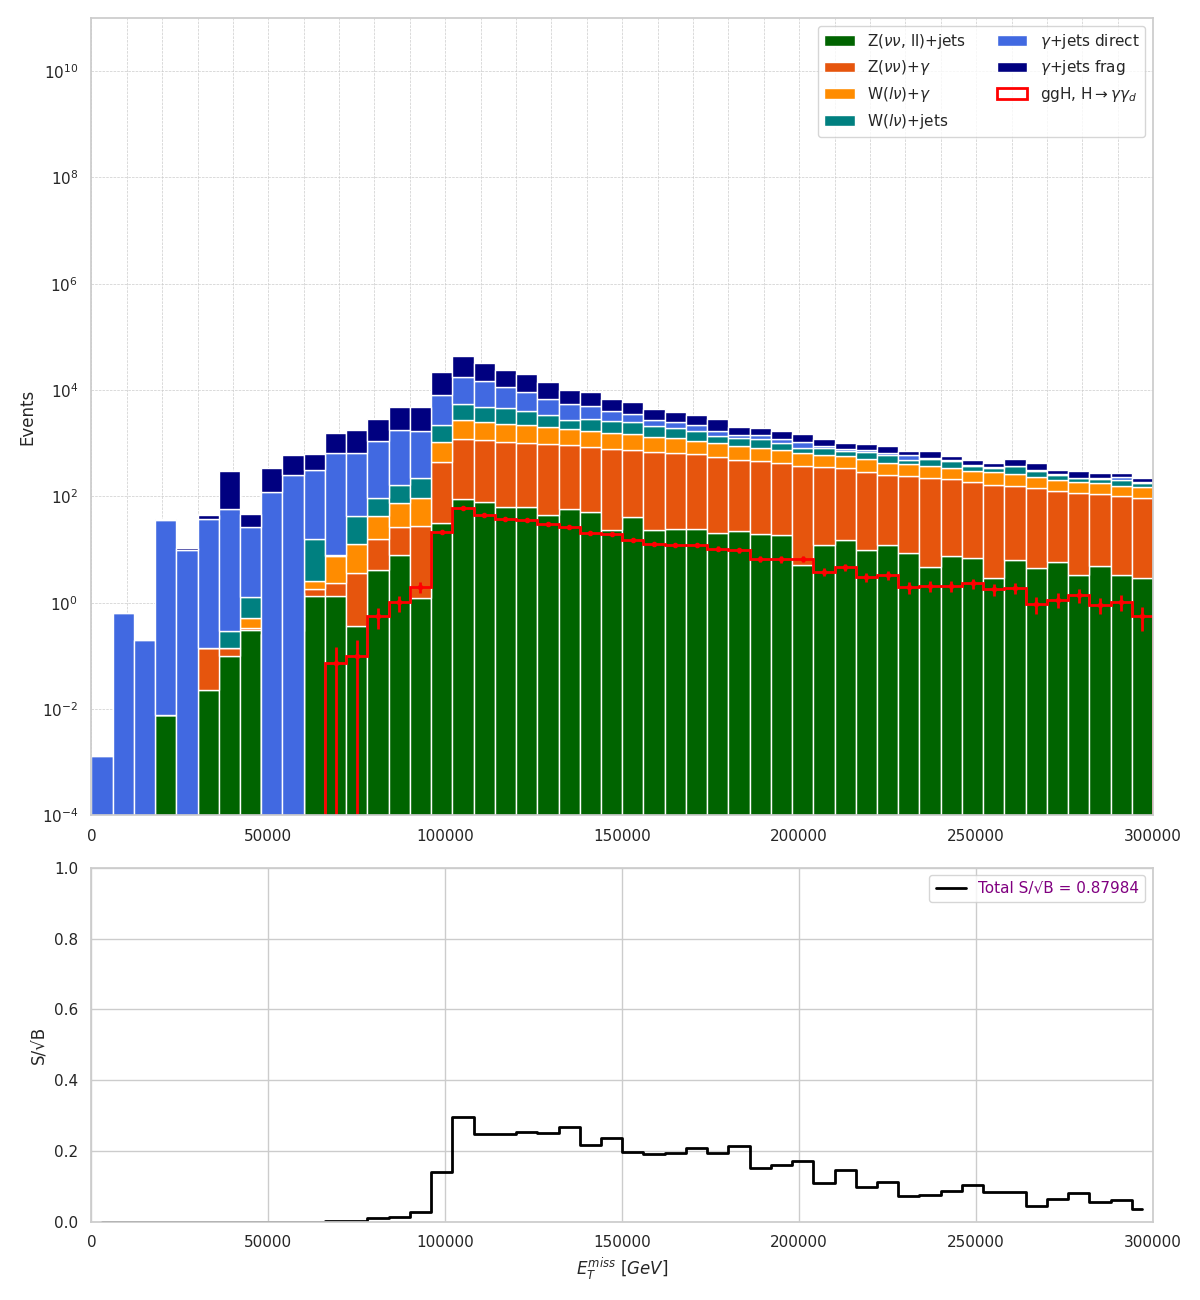 Z(νν, ll)+jets
Z(νν)+γ
W(lν)+γ
W(lν)+jets
γ+jets direct
γ+jets frag
ggH, H→γγ_d
Events
10^10
10^8
10^6
10^4
10^2
10^0
10^−2
10^−4
0 50000 100000 150000 200000 250000 300000
Total S/√B = 0.87984
S/√B
1.0
0.8
0.6
0.4
0.2
0.0
0 50000 100000 150000 200000 250000 300000
E_T^miss [GeV]